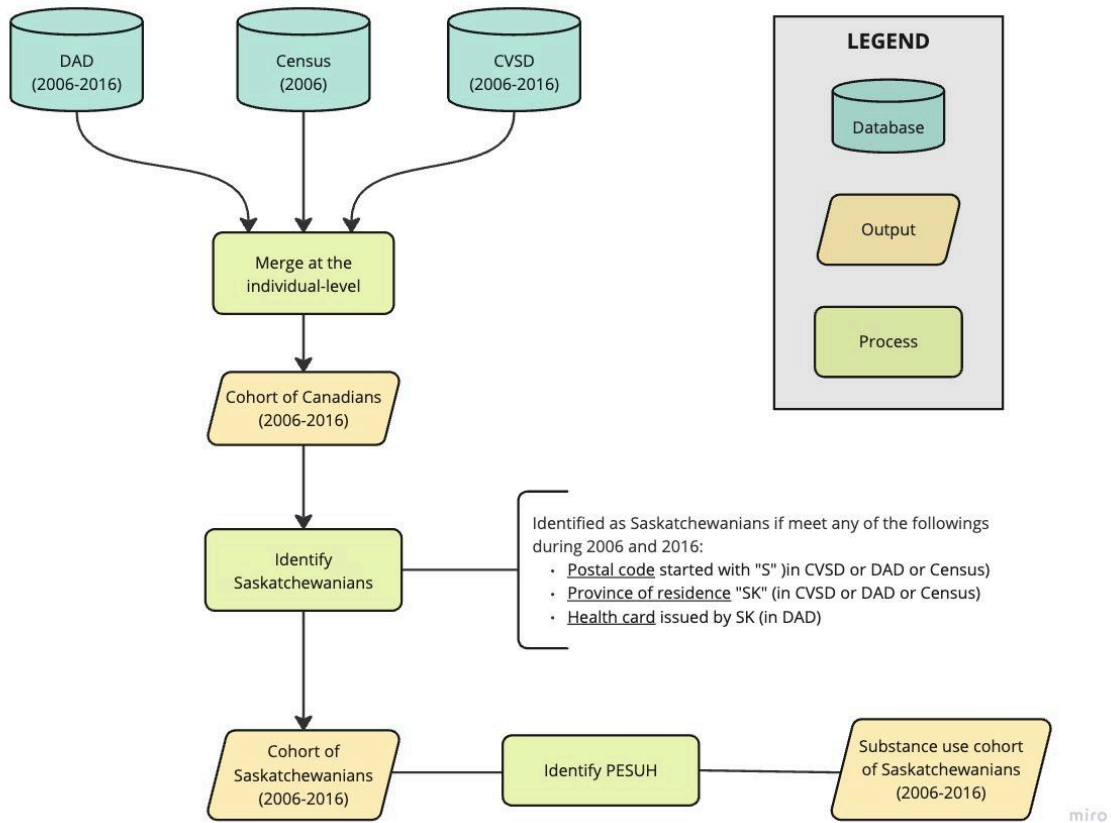 DAD
(2006-2016)
Census
(2006)
CVSD
(2006-2016)
LEGEND
Database
Output
Process
Merge at the
individual-level
Cohort of Canadians
(2006-2016)
Identify
Saskatchewanians
Identified as Saskatchewanians if meet any of the followings
during 2006 and 2016:
· Postal code started with "S" )in CVSD or DAD or Census)
· Province of residence "SK" (in CVSD or DAD or Census)
· Health card issued by SK (in DAD)
Cohort of
Saskatchewanians
(2006-2016)
Identify PESUH
Substance use cohort
of Saskatchewanians
(2006-2016)
miro